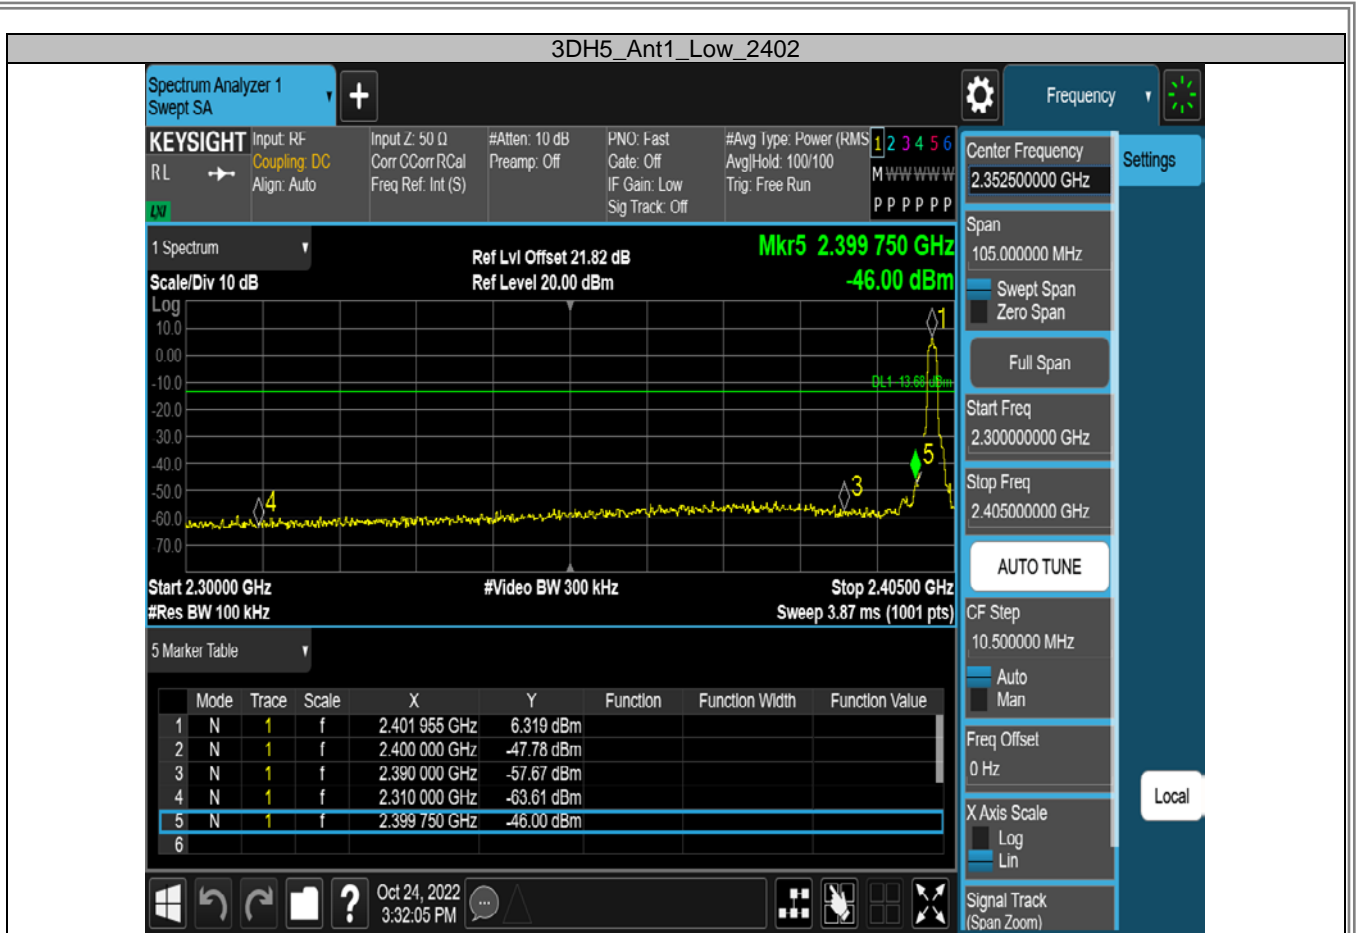 3DH5_Ant1_Low_2402
Spectrum Analyzer 1
Swept SA
+
Frequency
KEYSIGHT
RL
LXI
Input: RF
Coupling: DC
Align: Auto
Input Z: 50 Ω
Corr CCorr RCal
Freq Ref: Int (S)
#Atten: 10 dB
Preamp: Off
PNO: Fast
Gate: Off
IF Gain: Low
Sig Track: Off
#Avg Type: Power (RMS
Avg|Hold: 100/100
Trig: Free Run
1 2 3 4 5 6
M W W W W W
P P P P P P
1 Spectrum
Scale/Div 10 dB
Ref Lvl Offset 21.82 dB
Ref Level 20.00 dBm
Mkr5 2.399 750 GHz
-46.00 dBm
Log
10.0
0.00
-10.0
-20.0
-30.0
-40.0
-50.0
-60.0
-70.0
1
DL1 -13.68 dBm
5
3
4
Start 2.30000 GHz
#Video BW 300 kHz
Stop 2.40500 GHz
#Res BW 100 kHz
Sweep 3.87 ms (1001 pts)
5 Marker Table
Mode Trace Scale X Y Function Function Width Function Value
1 N 1 f 2.401 955 GHz 6.319 dBm
2 N 1 f 2.400 000 GHz -47.78 dBm
3 N 1 f 2.390 000 GHz -57.67 dBm
4 N 1 f 2.310 000 GHz -63.61 dBm
5 N 1 f 2.399 750 GHz -46.00 dBm
6
Center Frequency
2.352500000 GHz
Settings
Span
105.000000 MHz
Swept Span
Zero Span
Full Span
Start Freq
2.300000000 GHz
Stop Freq
2.405000000 GHz
AUTO TUNE
CF Step
10.500000 MHz
Auto
Man
Freq Offset
0 Hz
X Axis Scale
Log
Lin
Local
Signal Track
(Span Zoom)
?
Oct 24, 2022
3:32:05 PM